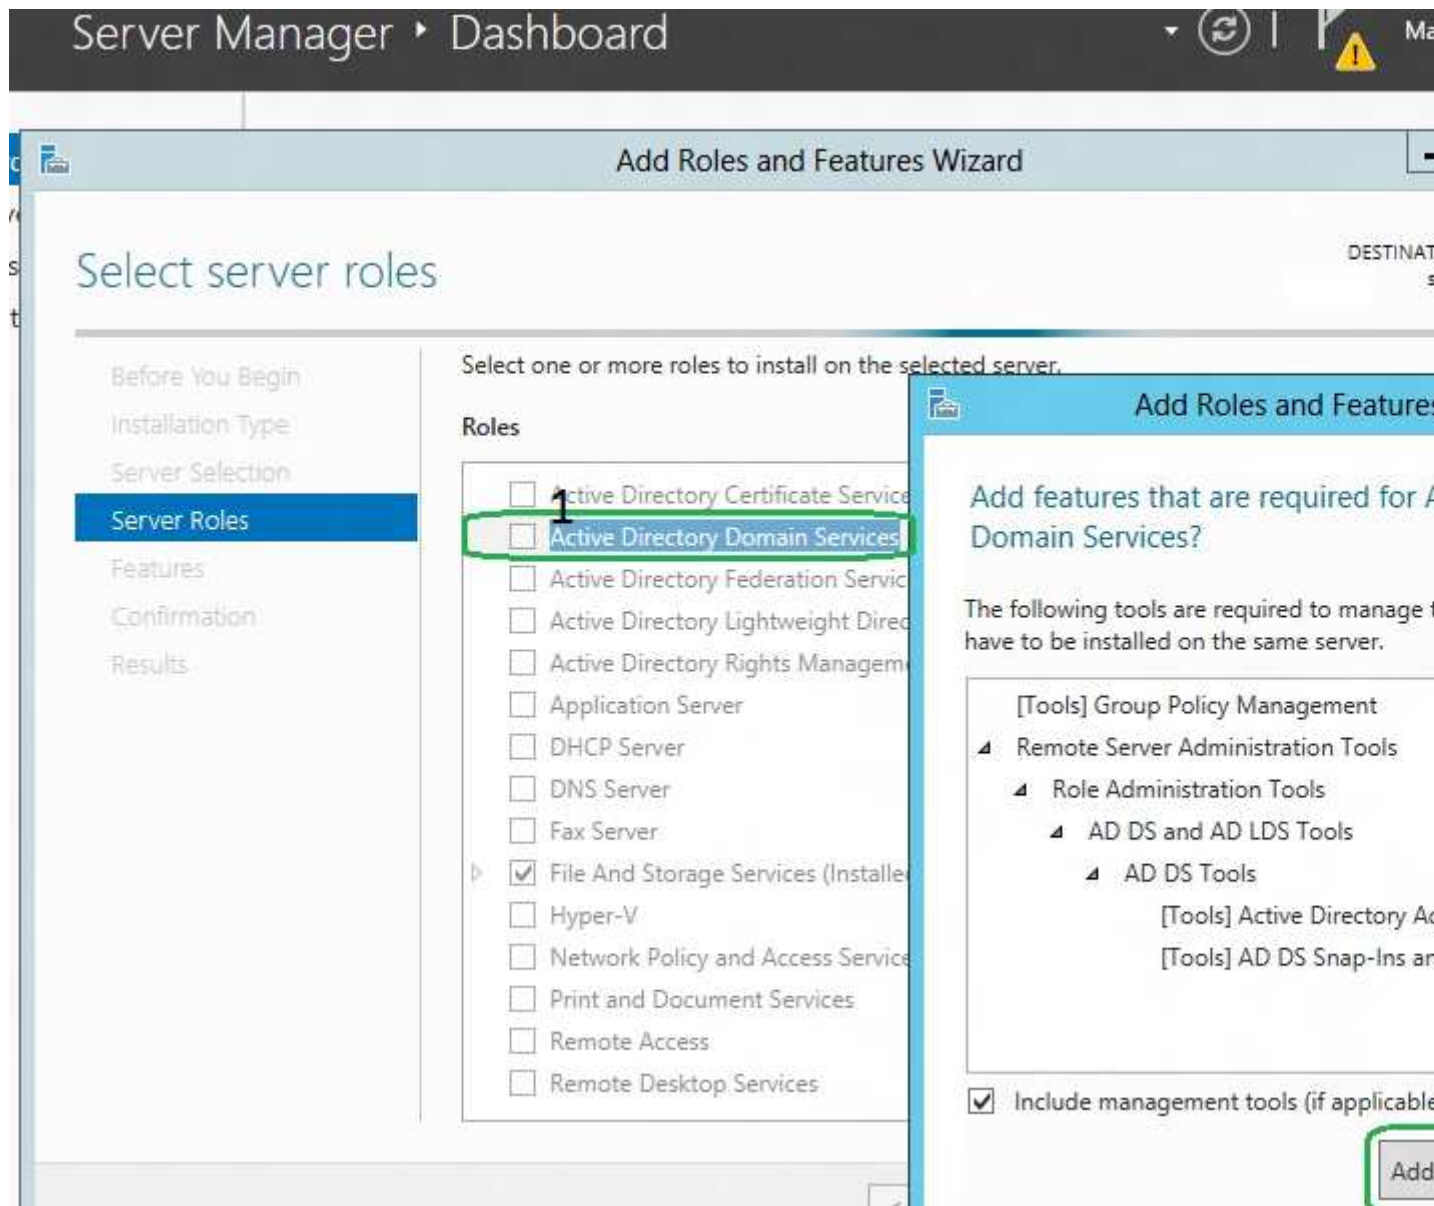 Server Manager ‣ Dashboard
Add Roles and Features Wizard
Select server roles
Before You Begin
Installation Type
Server Selection
Server Roles
Features
Confirmation
Results
Select one or more roles to install on the selected server.
Roles
1
Active Directory Certificate Service
Active Directory Domain Services
Active Directory Federation Servic
Active Directory Lightweight Direc
Active Directory Rights Managem
Application Server
DHCP Server
DNS Server
Fax Server
File And Storage Services (Installe
Hyper-V
Network Policy and Access Service
Print and Document Services
Remote Access
Remote Desktop Services
Add Roles and Features
Add features that are required for A
Domain Services?
The following tools are required to manage t
have to be installed on the same server.
[Tools] Group Policy Management
Remote Server Administration Tools
Role Administration Tools
AD DS and AD LDS Tools
AD DS Tools
[Tools] Active Directory Ad
[Tools] AD DS Snap-Ins an
Include management tools (if applicable
Add